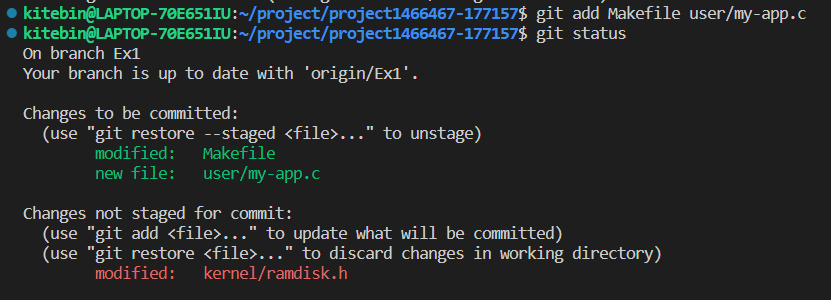 kitebin@LAPTOP-70E651IU:~/project/project1466467-177157$ git add Makefile user/my-app.c
kitebin@LAPTOP-70E651IU:~/project/project1466467-177157$ git status
On branch Ex1
Your branch is up to date with 'origin/Ex1'.

Changes to be committed:
  (use "git restore --staged <file>..." to unstage)
        modified:   Makefile
        new file:   user/my-app.c

Changes not staged for commit:
  (use "git add <file>..." to update what will be committed)
  (use "git restore <file>..." to discard changes in working directory)
        modified:   kernel/ramdisk.h